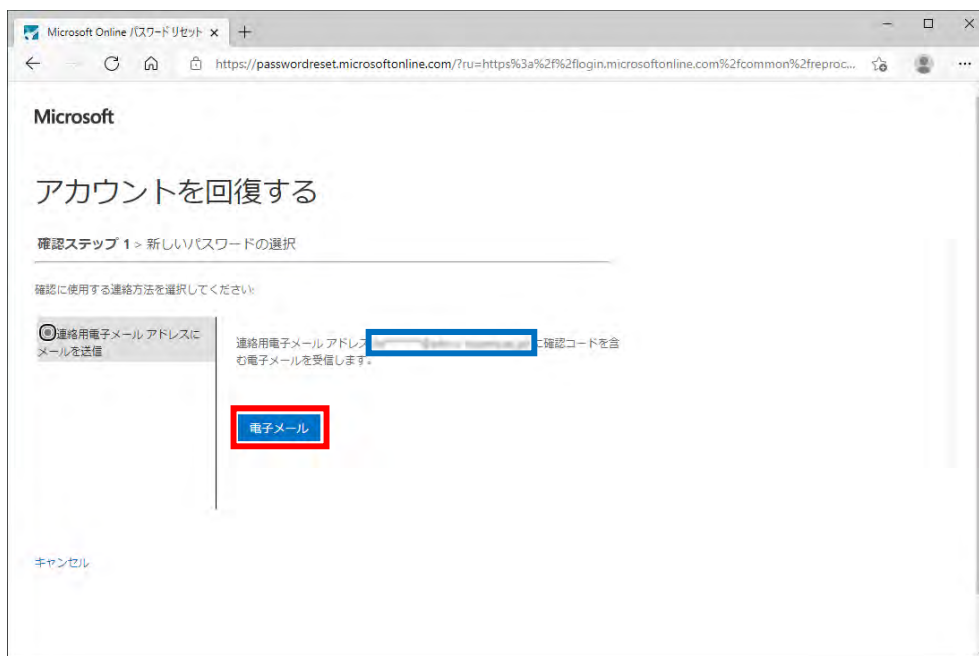 Microsoft Online パスワード リセット
https://passwordreset.microsoftonline.com/?ru=https%3a%2f%2flogin.microsoftonline.com%2fcommon%2freproc...
Microsoft
アカウントを回復する
確認ステップ 1 > 新しいパスワードの選択
確認に使用する連絡方法を選択してください:
連絡用電子メール アドレスに
メールを送信
連絡用電子メール アドレス に確認コードを含
む電子メールを受信します。
電子メール
キャンセル